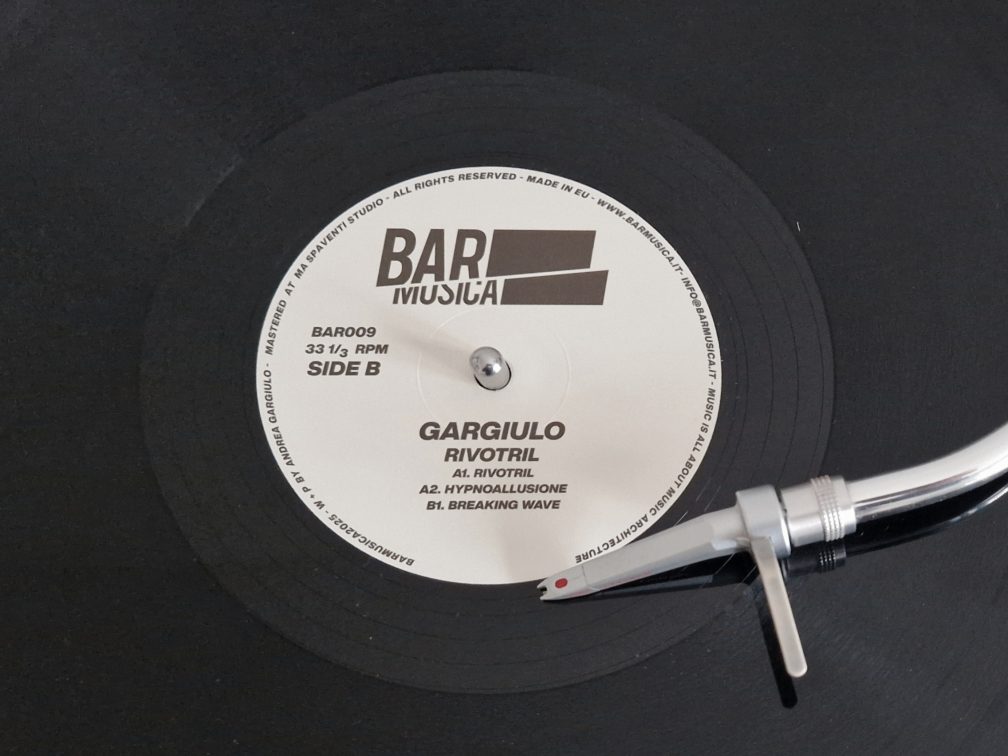 BAR
MUSICA
BAR009
33 1/3 RPM
SIDE B
GARGIULO
RIVOTRIL
A1. RIVOTRIL
A2. HYPNOALLUSIONE
B1. BREAKING WAVE
BARMUSICA2025 - W + P BY ANDREA GARGIULO - MASTERED AT MA SPAVENTI STUDIO - ALL RIGHTS RESERVED - MADE IN EU - WWW.BARMUSICA.IT - INFO@BARMUSICA.IT - MUSIC IS ALL ABOUT MUSIC ARCHITECTURE